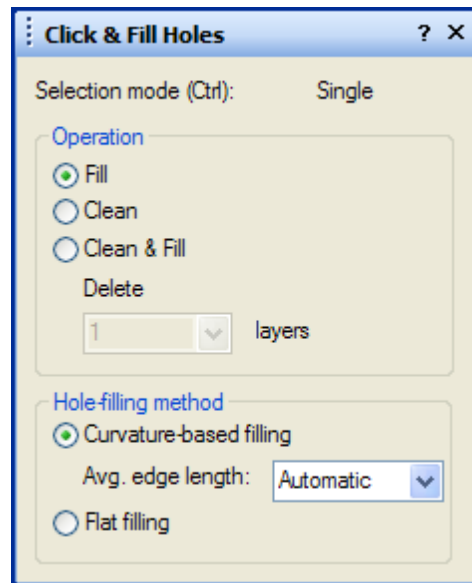 Click & Fill Holes ? X
Selection mode (Ctrl): Single
Operation
Fill
Clean
Clean & Fill
Delete
1 layers
Hole-filling method
Curvature-based filling
Avg. edge length: Automatic
Flat filling